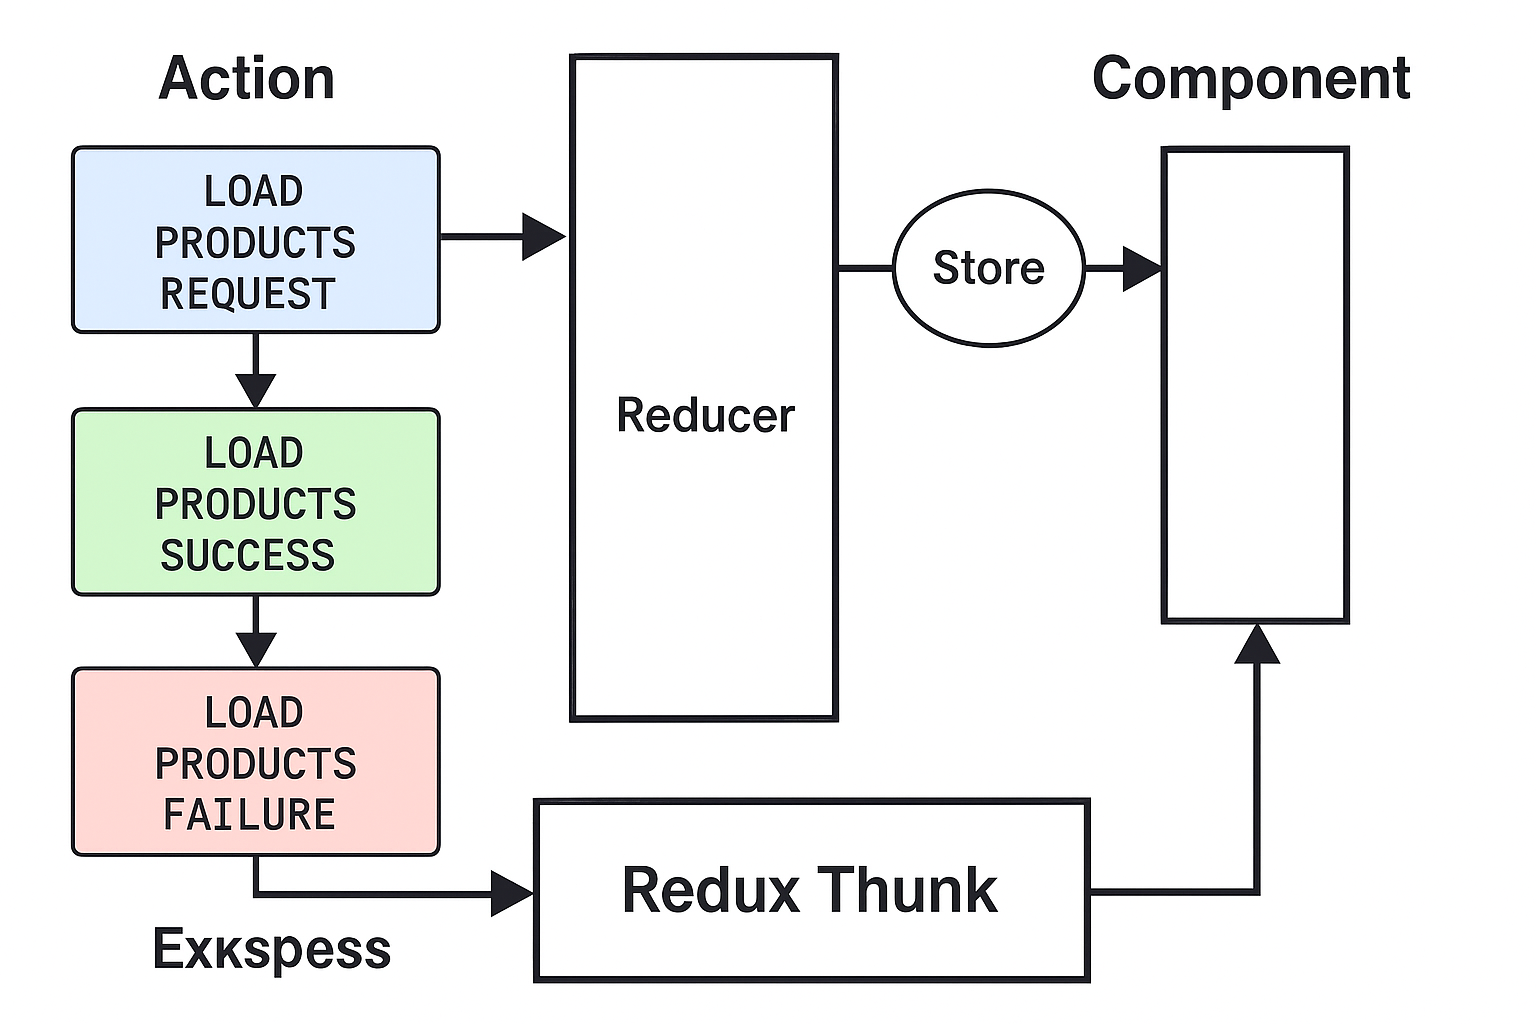 Action
LOAD
PRODUCTS
REQUEST
LOAD
PRODUCTS
SUCCESS
LOAD
PRODUCTS
FAILURE
Exкspess
Reducer
Store
Component
Redux Thunk